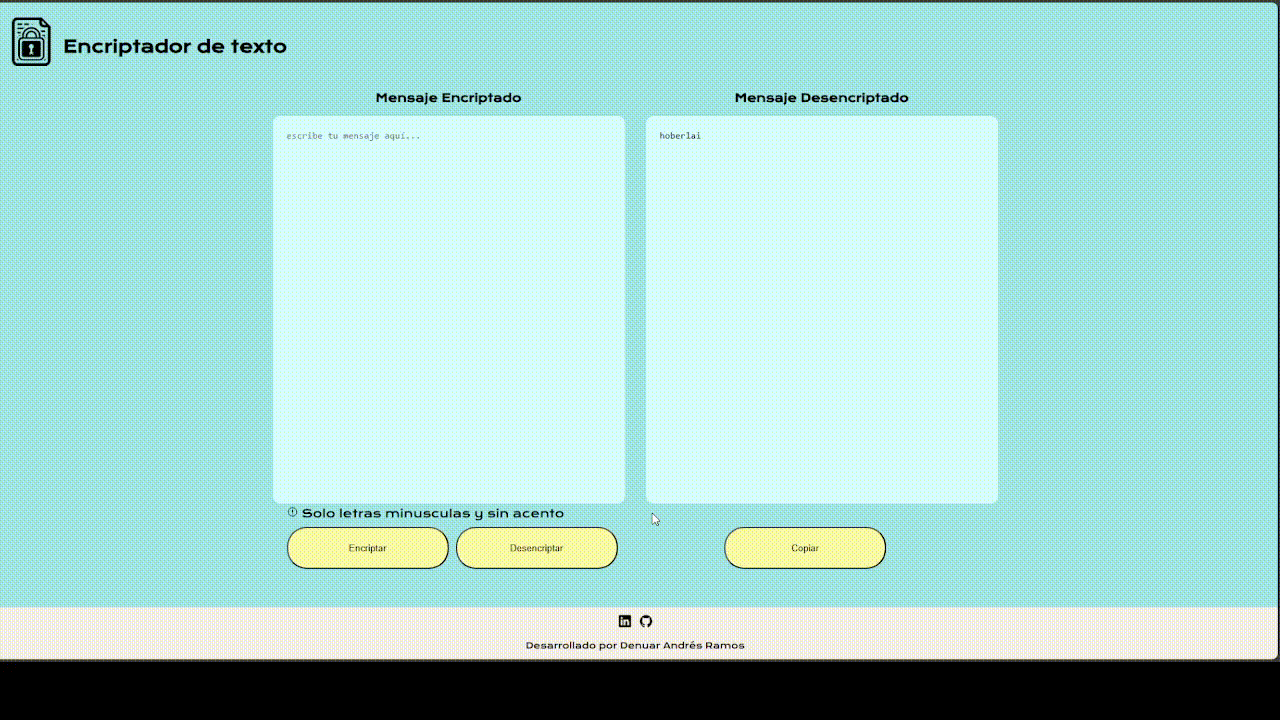 Encriptador de texto
Mensaje Encriptado
Mensaje Desencriptado
escribe tu mensaje aquí...
hoberlai
Solo letras minusculas y sin acento
Encriptar
Desencriptar
Copiar
Desarrollado por Denuar Andrés Ramos